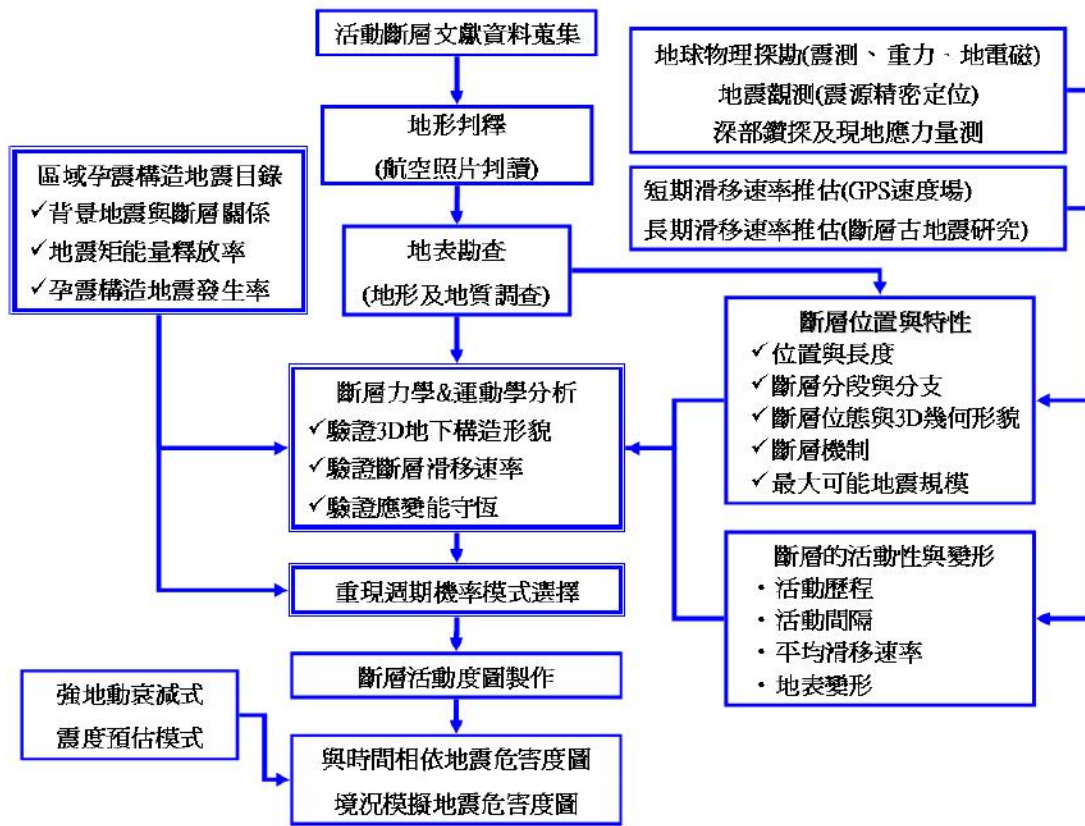 活動斷層文獻資料蒐集
地形判釋
(航空照片判讀)
地表勘查
(地形及地質調查)
地球物理探勘(震測、重力、地電磁)
地震觀測(震源精密定位)
深部鑽探及現地應力量測
短期滑移速率推估(GPS速度場)
長期滑移速率推估(斷層古地震研究)
區域孕震構造地震目錄
✓背景地震與斷層關係
✓地震矩能量釋放率
✓孕震構造地震發生率
斷層位置與特性
✓位置與長度
✓斷層分段與分支
✓斷層位態與3D幾何形貌
✓斷層機制
✓最大可能地震規模
斷層力學&運動學分析
✓驗證3D地下構造形貌
✓驗證斷層滑移速率
✓驗證應變能守恆
斷層的活動性與變形
・活動歷程
・活動間隔
・平均滑移速率
・地表變形
重現週期機率模式選擇
斷層活動度圖製作
強地動衰減式
震度預估模式
與時間相依地震危害度圖
境況模擬地震危害度圖